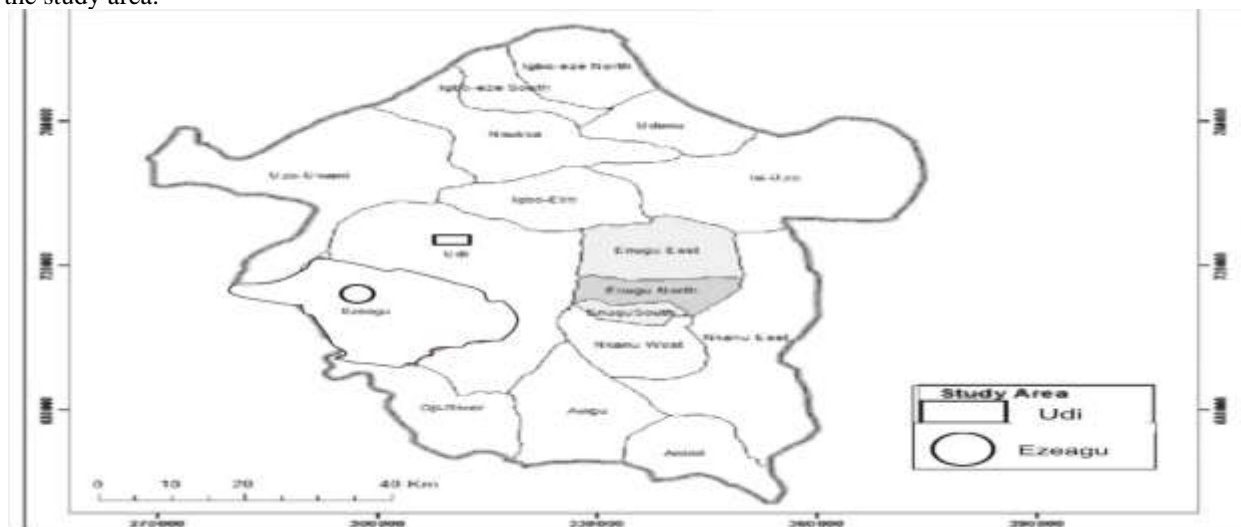 the study area.
Igbo-eze North
Igbo-eze South
Udenu
Nsukka
Uzo-Uwani
Isi-Uzo
Igbo-Etiti
Enugu East
Udi
Enugu North
Ezeagu
Enugu South
Nkanu West
Nkanu East
Oji-River
Awgu
Aninri
Study Area
Udi
Ezeagu
0 10 20 40 Km